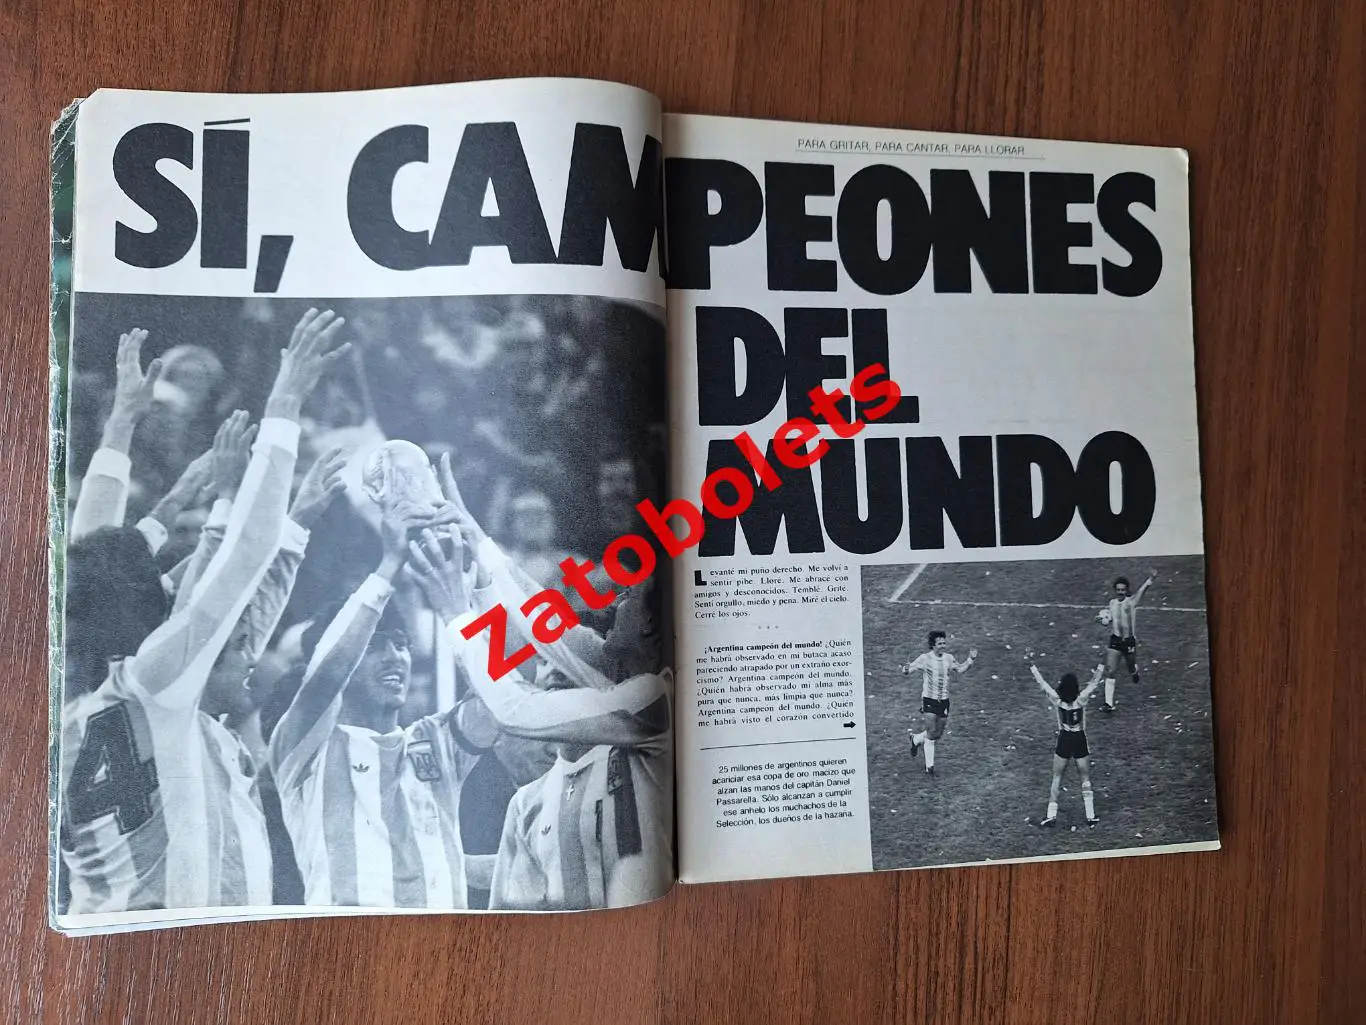 PARA GRITAR, PARA CANTAR, PARA LLORAR
SÍ, CAMPEONES
DEL
MUNDO
Levanté mi puño derecho. Me volví a
sentir pibe. Lloré. Me abracé con
amigos y desconocidos. Temblé. Grité.
Sentí orgullo, miedo y pena. Miré el cielo.
Cerré los ojos.
* * *
¡Argentina campeón del mundo! ¿Quién
me habrá observado en mi butaca acaso
pareciendo atrapado por un extraño exor-
cismo? Argentina campeón del mundo.
¿Quién habrá observado mi alma más
pura que nunca, más limpia que nunca?
Argentina campeón del mundo. ¿Quién
me habrá visto el corazón convertido
25 millones de argentinos quieren
acariciar esa copa de oro macizo que
alzan las manos del capitán Daniel
Passarella. Sólo alcanzan a cumplir
ese anhelo los muchachos de la
Selección, los dueños de la hazaña.
4
14
Zatobolets